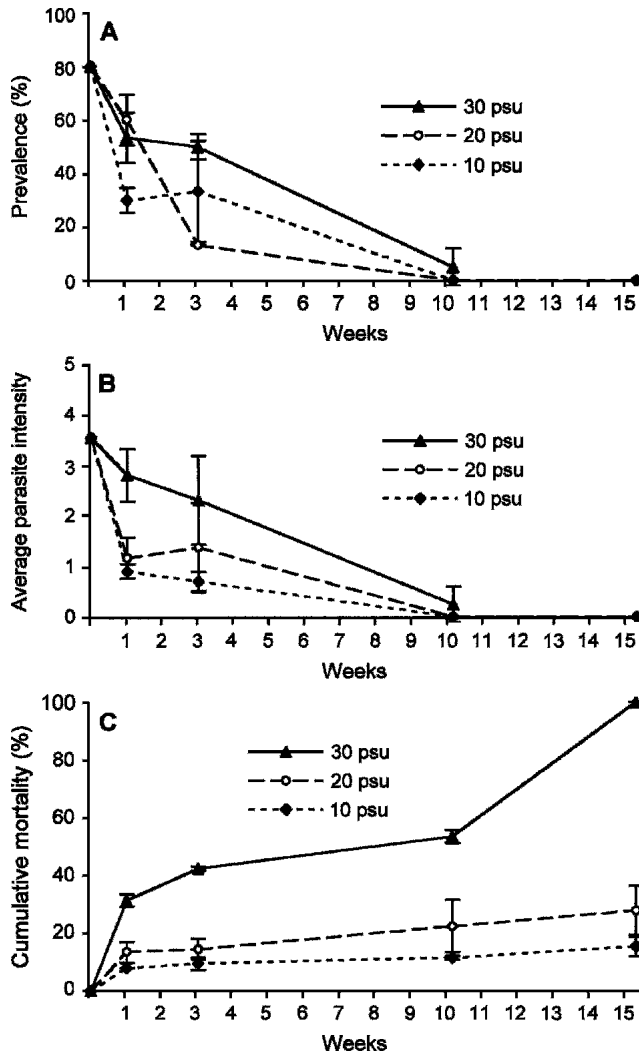 A
Prevalence (%)
100
80
60
40
20
0
30 psu
20 psu
10 psu
1 2 3 4 5 6 7 8 9 10 11 12 13 14 15
Weeks
B
Average parasite intensity
5
4
3
2
1
0
30 psu
20 psu
10 psu
1 2 3 4 5 6 7 8 9 10 11 12 13 14 15
Weeks
C
Cumulative mortality (%)
100
80
60
40
20
0
30 psu
20 psu
10 psu
1 2 3 4 5 6 7 8 9 10 11 12 13 14 15
Weeks